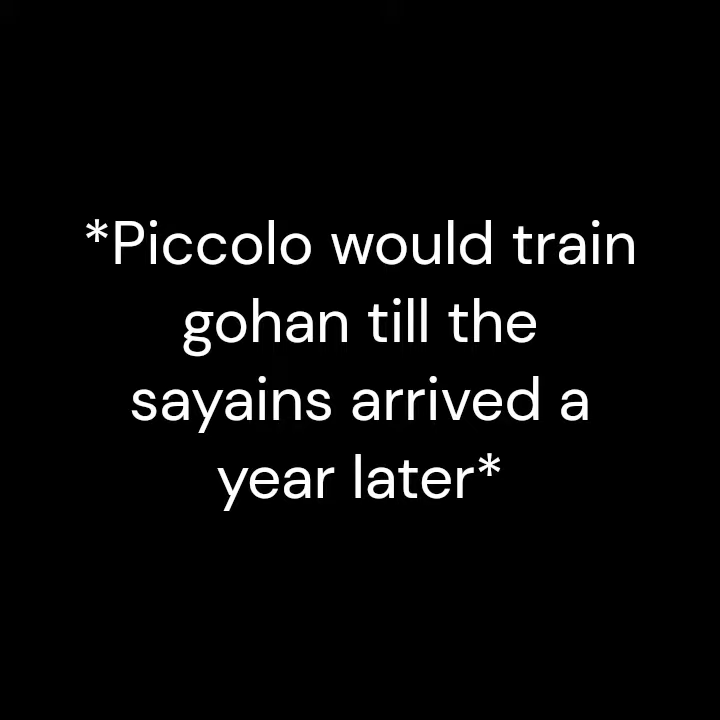 *Piccolo would train
gohan till the
sayains arrived a
year later*